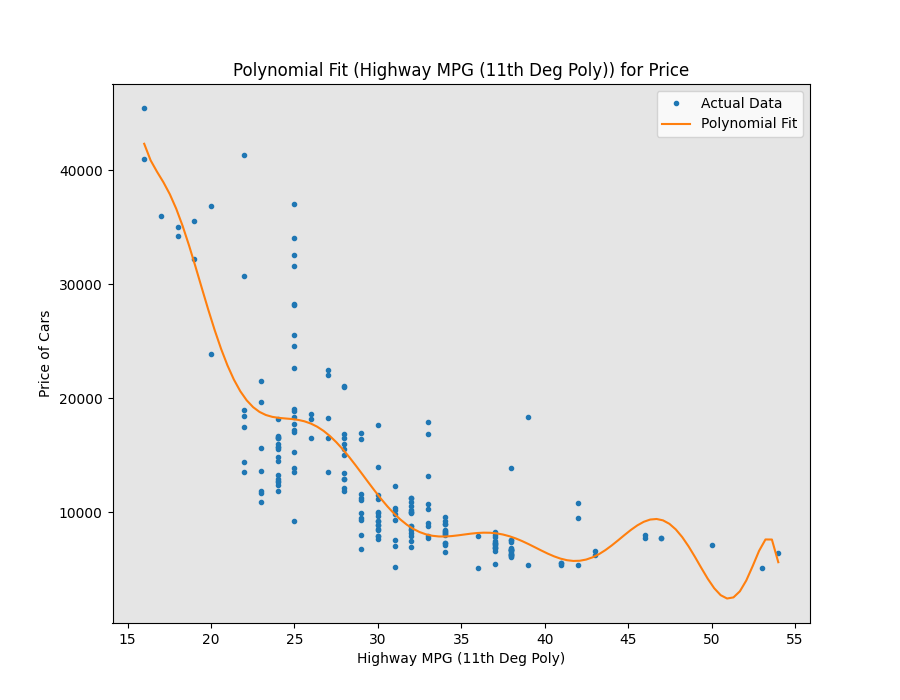 Polynomial Fit (Highway MPG (11th Deg Poly)) for Price
Actual Data
Polynomial Fit
Price of Cars
40000
30000
20000
10000
15 20 25 30 35 40 45 50 55
Highway MPG (11th Deg Poly)